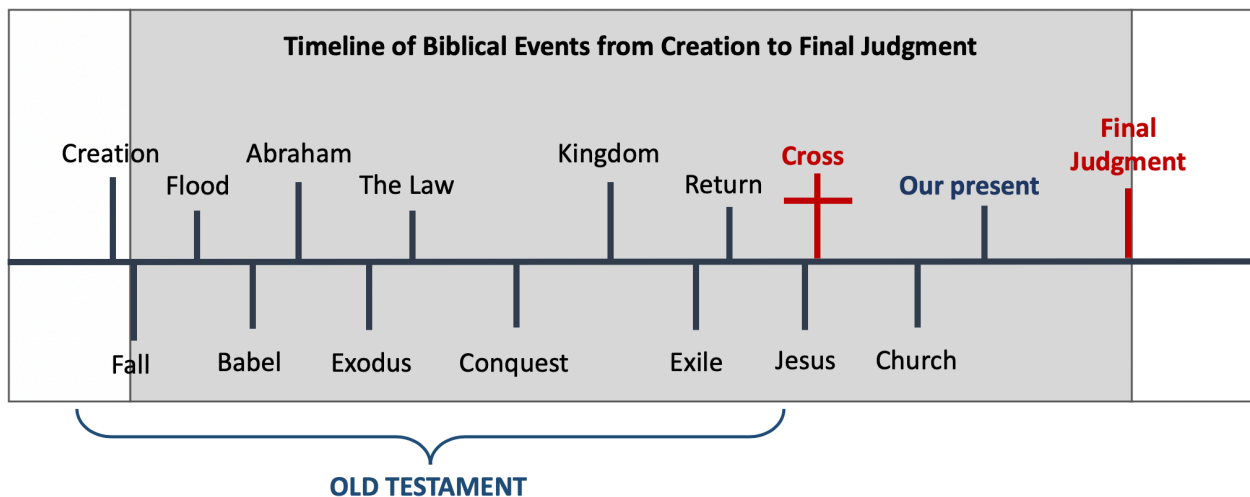 Timeline of Biblical Events from Creation to Final Judgment
Final
Judgment
Creation
Abraham
Kingdom
Cross
Flood
The Law
Return
Our present
Fall
Babel
Exodus
Conquest
Exile
Jesus
Church
OLD TESTAMENT